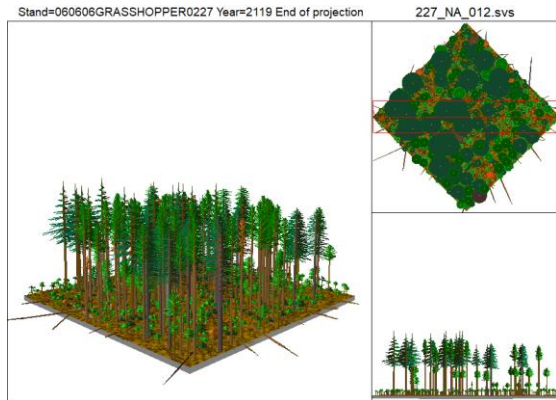 Stand=060606GRASSHOPPER0227 Year=2119 End of projection
227_NA_012.svs